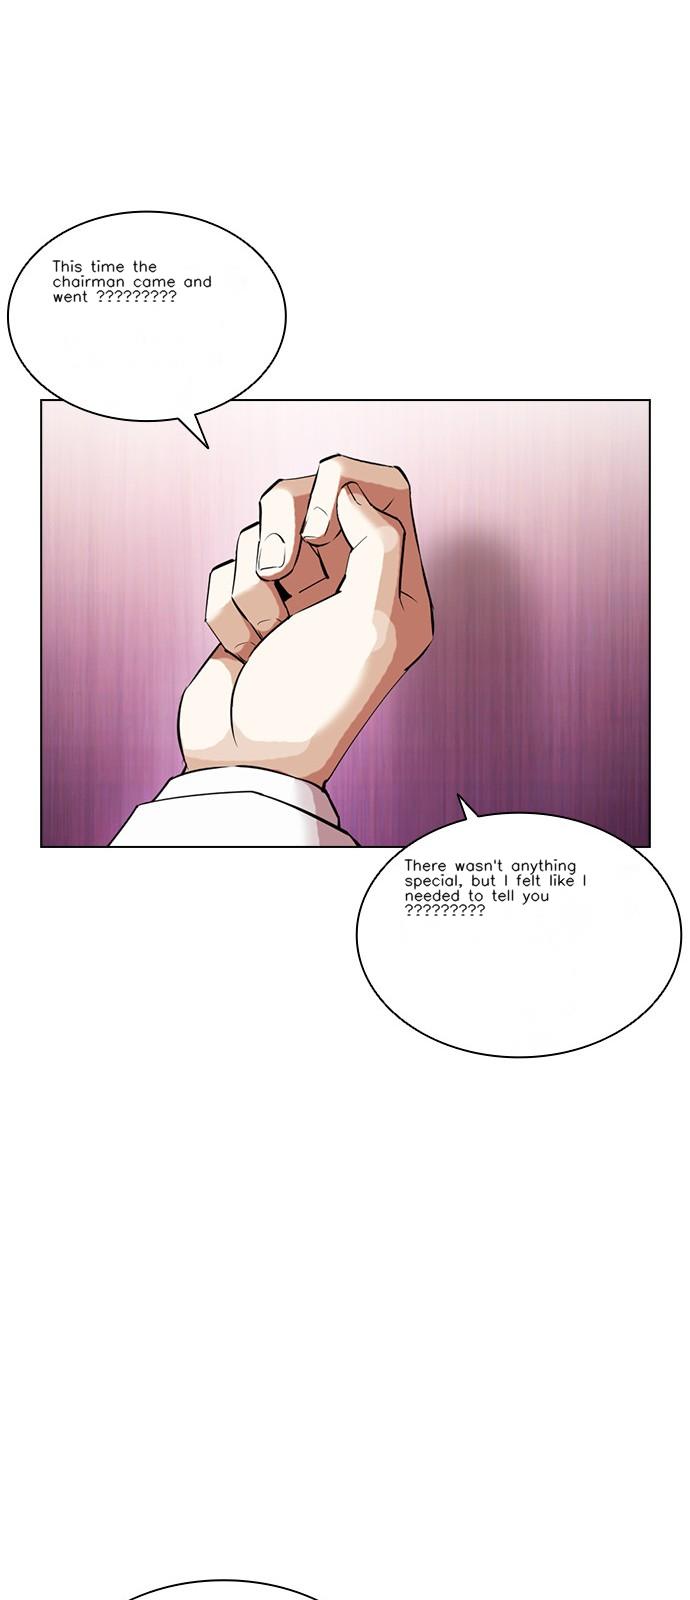 This time the
chairman came and
went ?????????
There wasn't anything
special, but I felt like I
needed to tell you
?????????